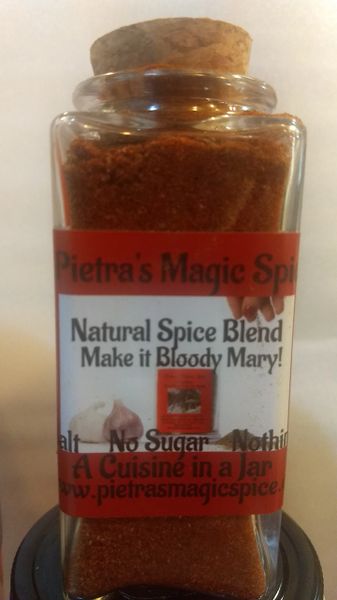 Pietra's Magic Spi
Natural Spice Blend
Make it Bloody Mary!
alt No Sugar Nothin
A Cuisine in a Jar
www.pietrasmagicspice.